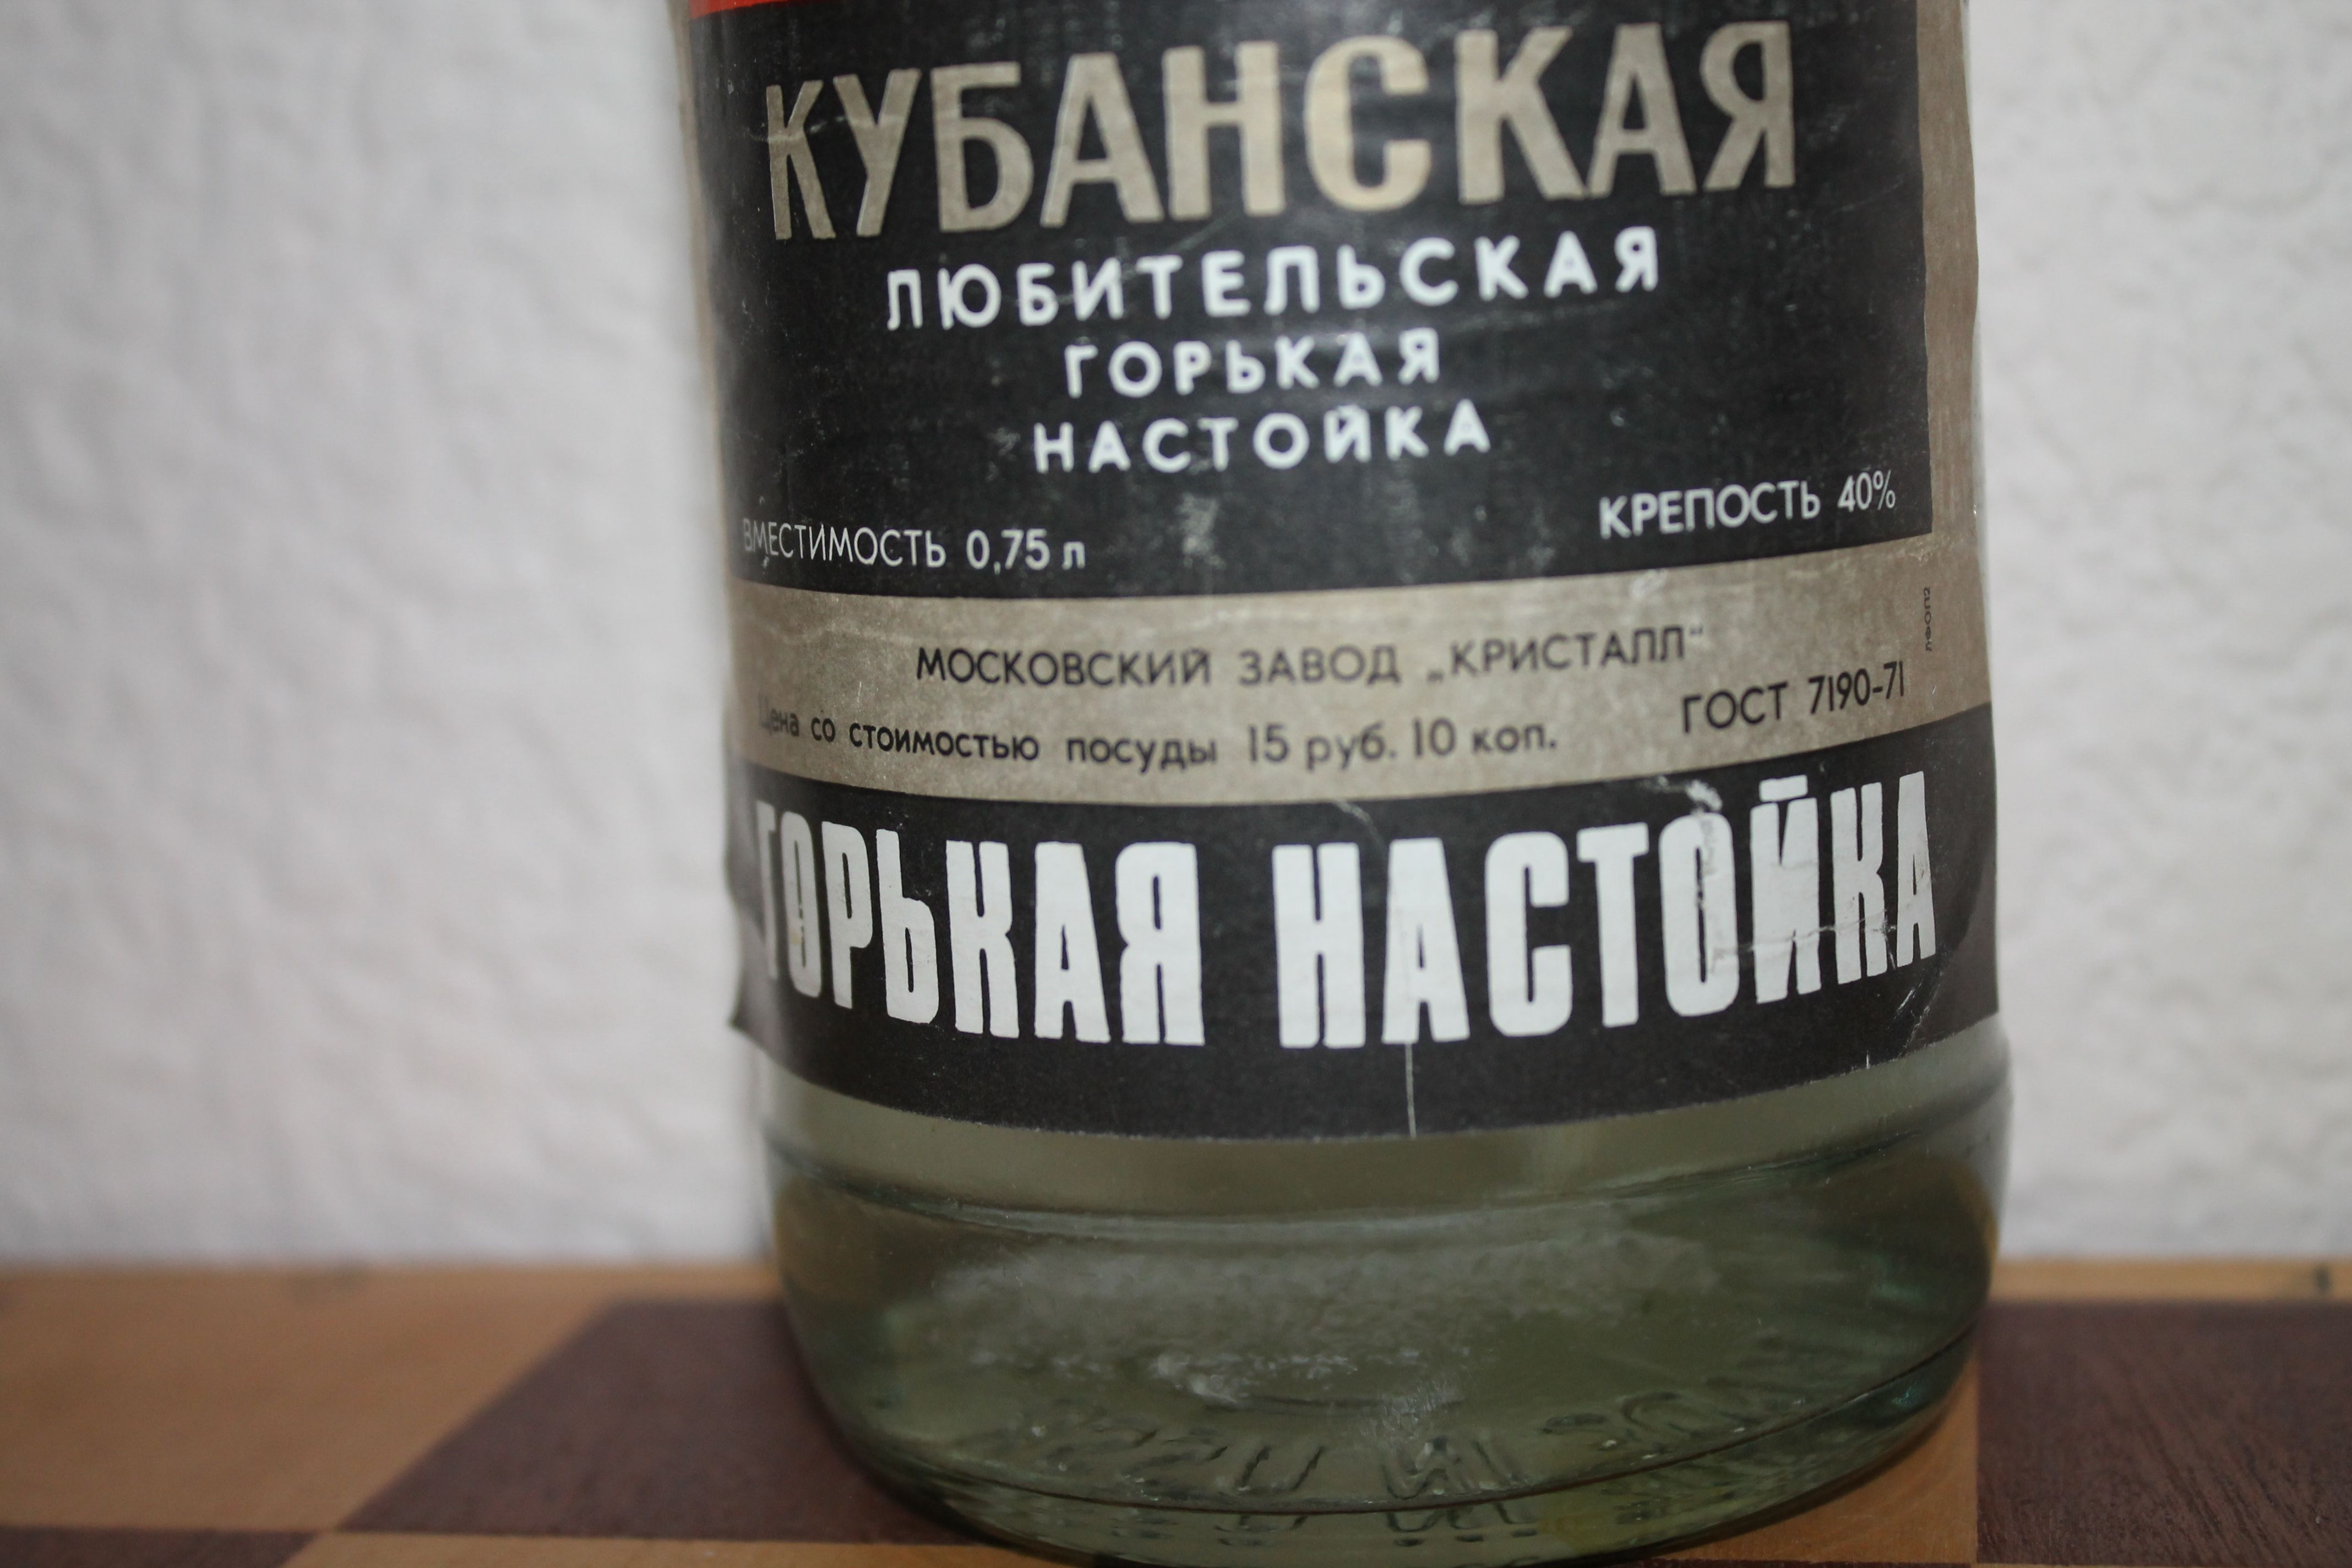 КУБАНСКАЯ
ЛЮБИТЕЛЬСКАЯ
ГОРЬКАЯ
НАСТОЙКА
ВМЕСТИМОСТЬ 0,75 л
КРЕПОСТЬ 40%
МОСКОВСКИЙ ЗАВОД „КРИСТАЛЛ“
Цена со стоимостью посуды 15 руб. 10 коп.
ГОСТ 7190-71
ГОРЬКАЯ НАСТОЙКА